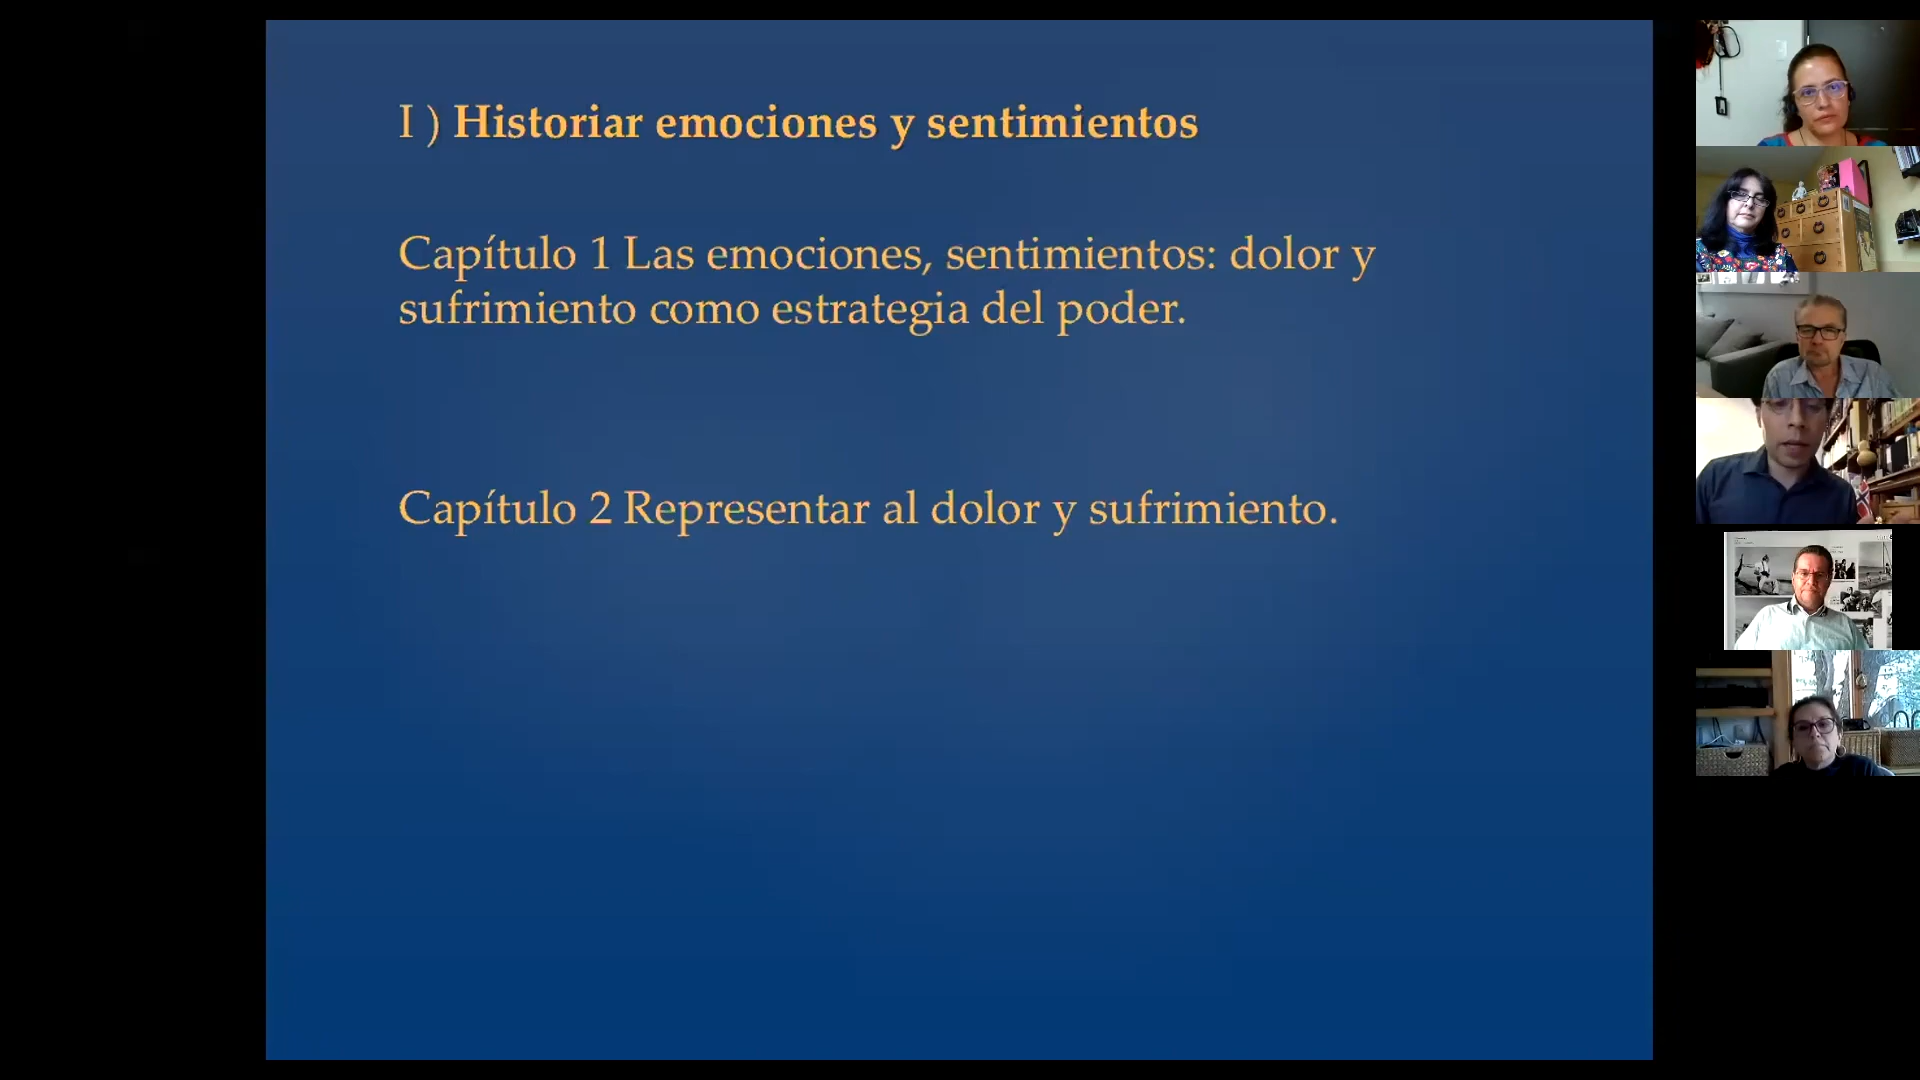 I ) Historiar emociones y sentimientos
Capítulo 1 Las emociones, sentimientos: dolor y
sufrimiento como estrategia del poder.
Capítulo 2 Representar al dolor y sufrimiento.